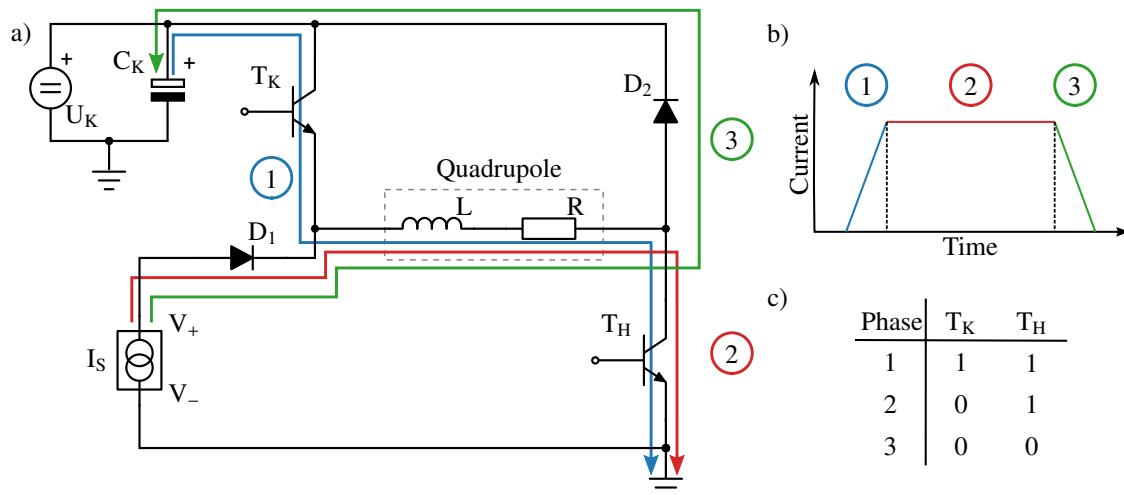 a)
+
C_K
+
U_K
T_K
D_2
1
3
Quadrupole
L
R
D_1
V_+
I_S
V_−
T_H
2
b)
1
2
3
Current
Time
c)
Phase T_K T_H
1 1 1
2 0 1
3 0 0